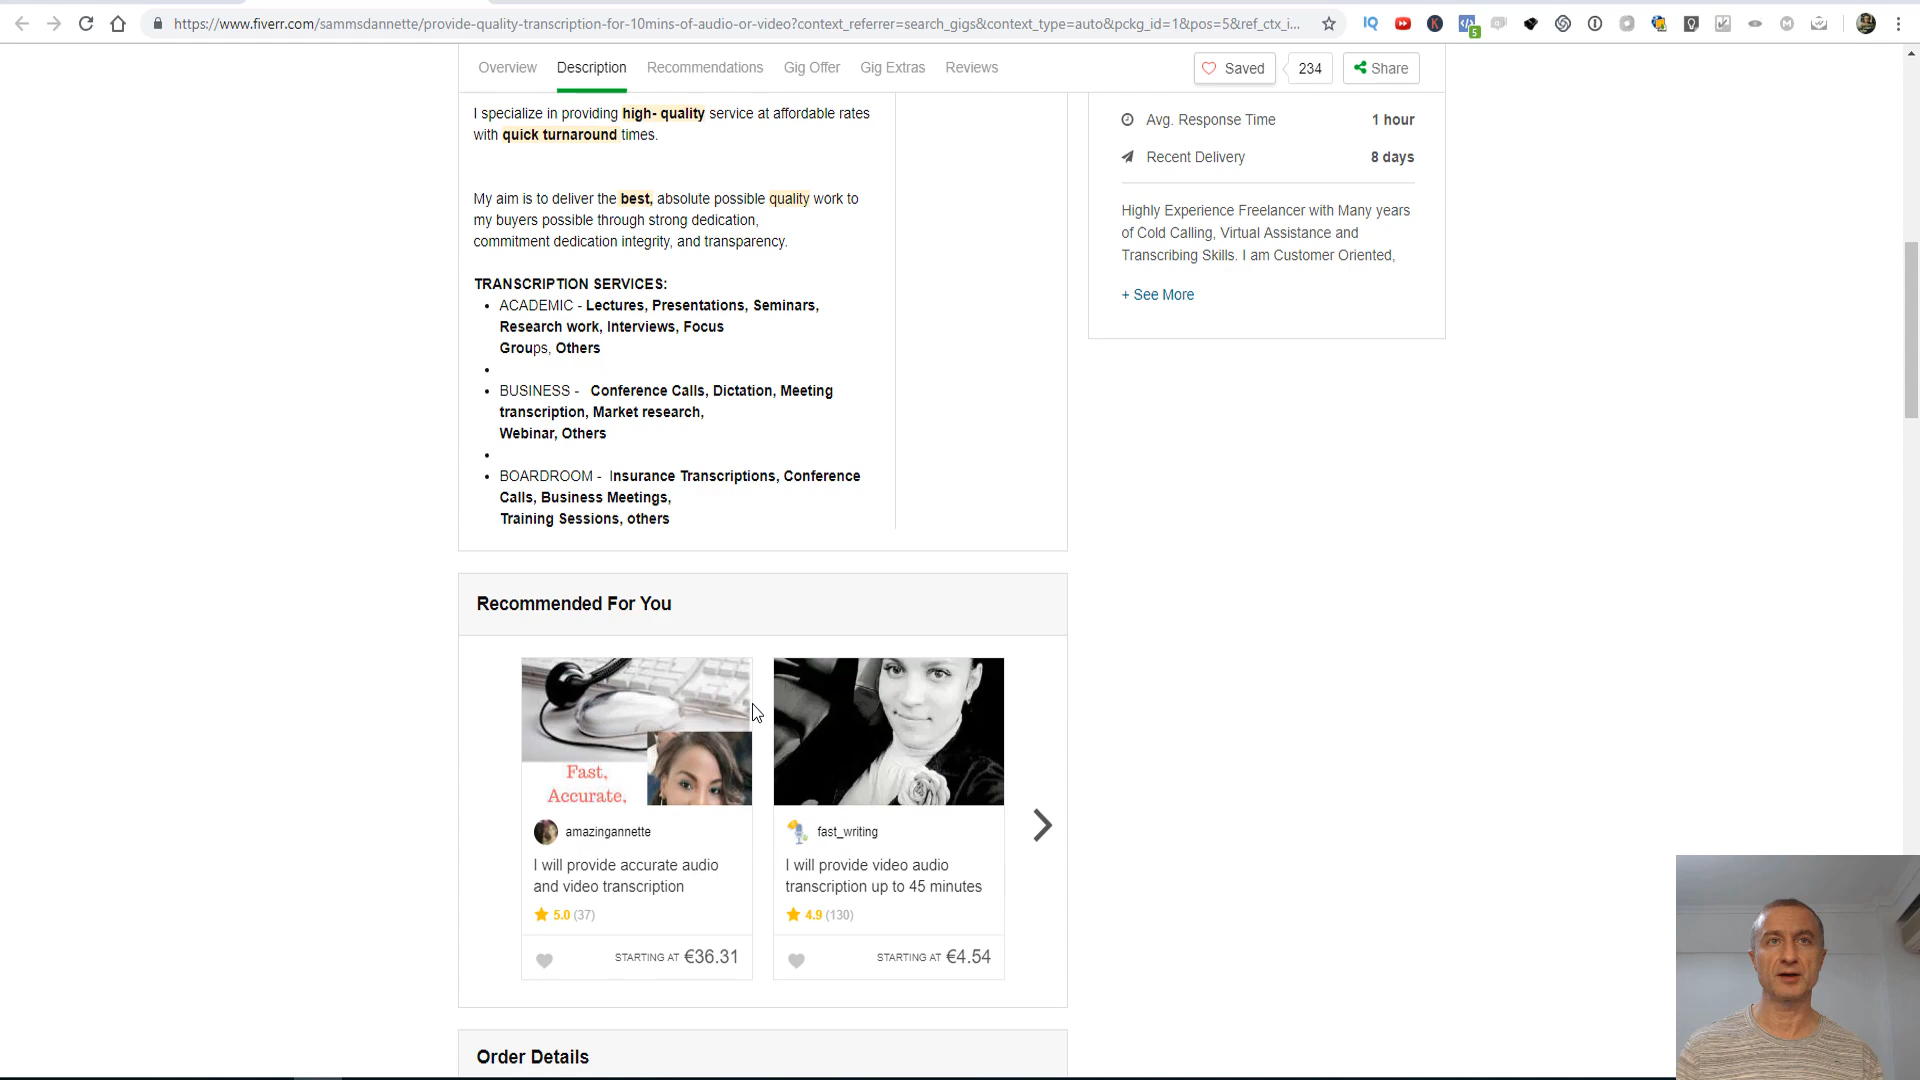 https://www.fiverr.com/sammsdannette/provide-quality-transcription-for-10mins-of-audio-or-video?context_referrer=search_gigs&context_type=auto&pckg_id=1&pos=5&ref_ctx_i...
5
Overview Description Recommendations Gig Offer Gig Extras Reviews
Saved 234 Share
I specialize in providing high- quality service at affordable rates
with quick turnaround times.
My aim is to deliver the best, absolute possible quality work to
my buyers possible through strong dedication,
commitment dedication integrity, and transparency.
TRANSCRIPTION SERVICES:
• ACADEMIC - Lectures, Presentations, Seminars,
Research work, Interviews, Focus
Groups, Others
•
• BUSINESS - Conference Calls, Dictation, Meeting
transcription, Market research,
Webinar, Others
•
• BOARDROOM - Insurance Transcriptions, Conference
Calls, Business Meetings,
Training Sessions, others
Avg. Response Time 1 hour
Recent Delivery 8 days
Highly Experience Freelancer with Many years
of Cold Calling, Virtual Assistance and
Transcribing Skills. I am Customer Oriented,
+ See More
Recommended For You
Fast,
Accurate,
amazingannette
I will provide accurate audio
and video transcription
5.0 (37)
STARTING AT €36.31
fast_writing
I will provide video audio
transcription up to 45 minutes
4.9 (130)
STARTING AT €4.54
Order Details